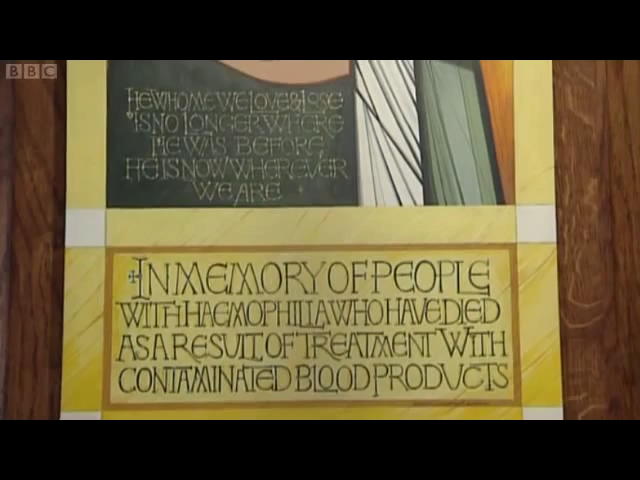 BBC
HE WHOME WE LOVE & LOSE
IS NO LONGER WHERE
HE WAS BEFORE
HE IS NOW WHEREVER
WE ARE
IN MEMORY OF PEOPLE
WITH HAEMOPHILIA WHO HAVE DIED
AS A RESULT OF TREATMENT WITH
CONTAMINATED BLOOD PRODUCTS